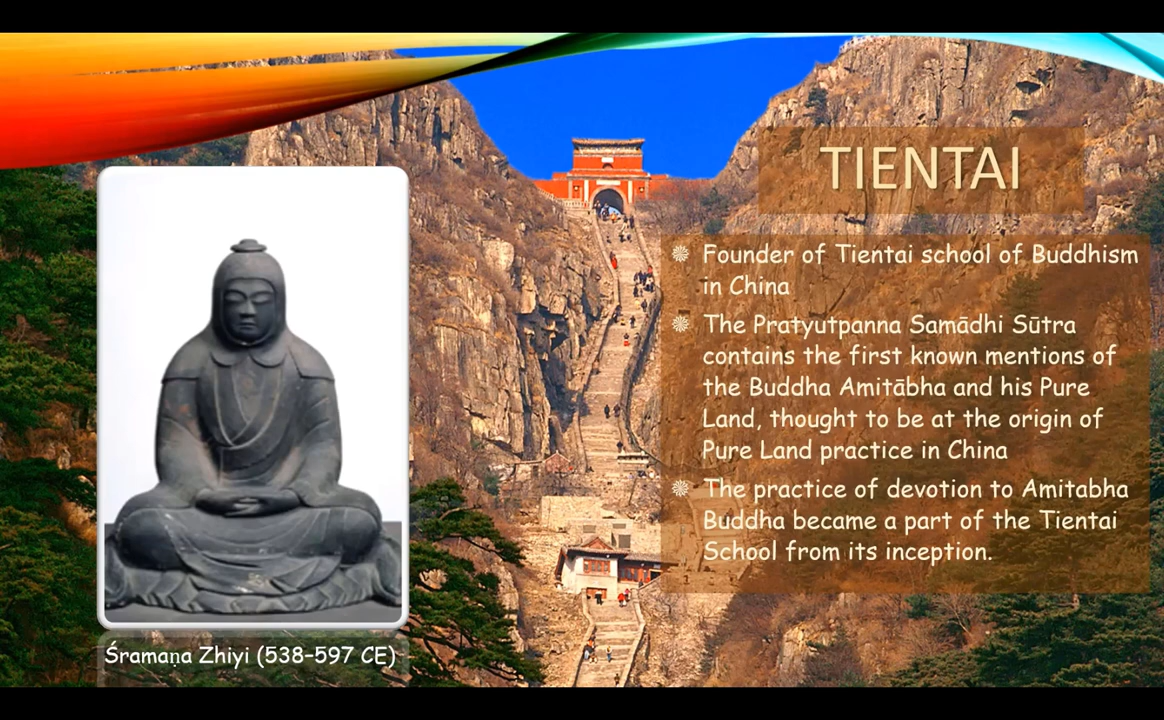 TIENTAI
Founder of Tientai school of Buddhism
in China
The Pratyutpanna Samādhi Sūtra
contains the first known mentions of
the Buddha Amitābha and his Pure
Land, thought to be at the origin of
Pure Land practice in China
The practice of devotion to Amitabha
Buddha became a part of the Tientai
School from its inception.
Śramaṇa Zhiyi (538–597 CE)